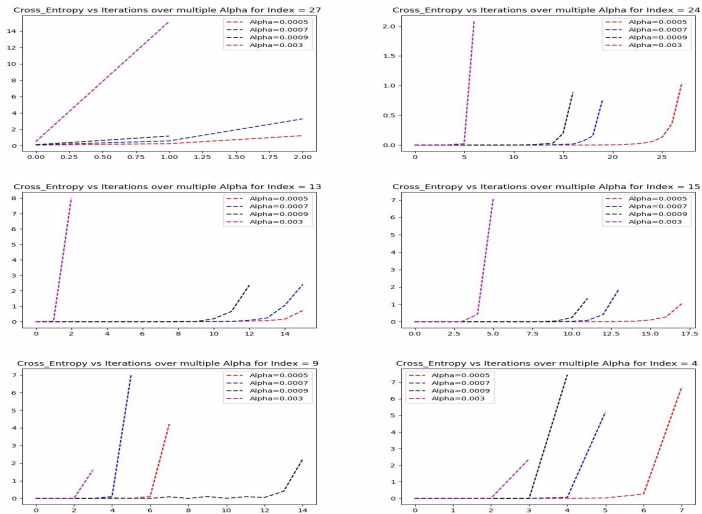 Cross_Entropy vs Iterations over multiple Alpha for Index = 27
14
12
10
8
6
4
2
0
Alpha=0.0005
Alpha=0.0007
Alpha=0.0009
Alpha=0.003
0.00 0.25 0.50 0.75 1.00 1.25 1.50 1.75 2.00
Cross_Entropy vs Iterations over multiple Alpha for Index = 24
2.0
1.5
1.0
0.5
0.0
Alpha=0.0005
Alpha=0.0007
Alpha=0.0009
Alpha=0.003
0 5 10 15 20 25
Cross_Entropy vs Iterations over multiple Alpha for Index = 13
8
7
6
5
4
3
2
1
0
Alpha=0.0005
Alpha=0.0007
Alpha=0.0009
Alpha=0.003
0 2 4 6 8 10 12 14
Cross_Entropy vs Iterations over multiple Alpha for Index = 15
7
6
5
4
3
2
1
0
Alpha=0.0005
Alpha=0.0007
Alpha=0.0009
Alpha=0.003
0.0 2.5 5.0 7.5 10.0 12.5 15.0 17.5
Cross_Entropy vs Iterations over multiple Alpha for Index = 9
7
6
5
4
3
2
1
0
Alpha=0.0005
Alpha=0.0007
Alpha=0.0009
Alpha=0.003
0 2 4 6 8 10 12 14
Cross_Entropy vs Iterations over multiple Alpha for Index = 4
7
6
5
4
3
2
1
0
Alpha=0.0005
Alpha=0.0007
Alpha=0.0009
Alpha=0.003
0 1 2 3 4 5 6 7